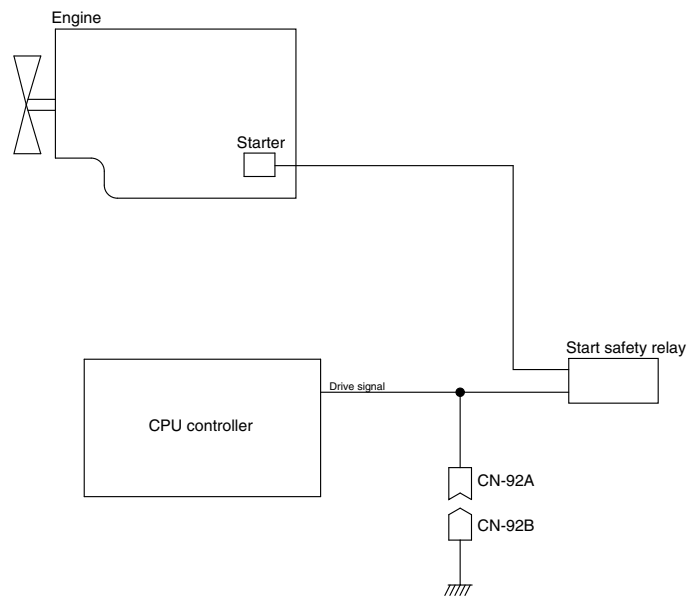 Engine
Starter
Start safety relay
Drive signal
CPU controller
CN-92A
CN-92B